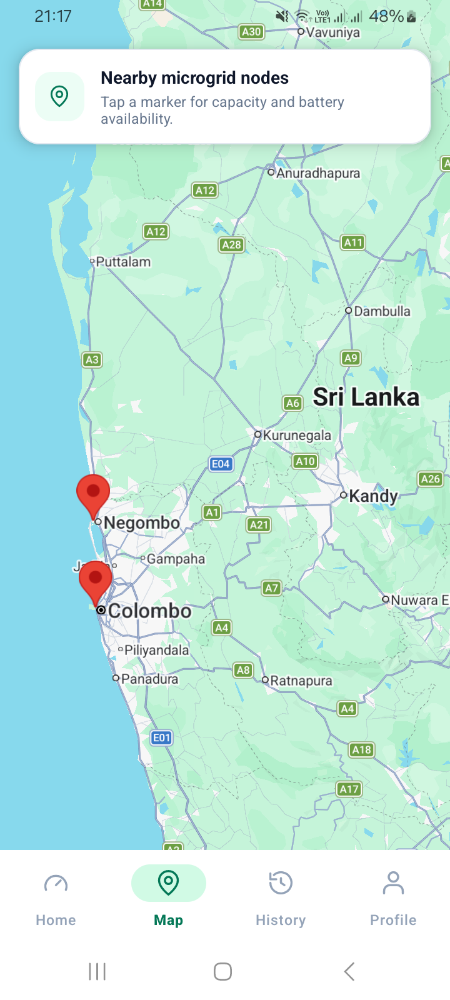 21:17
Vo))
LTE1
48%
A14
A30
Vavuniya
Nearby microgrid nodes
Tap a marker for capacity and battery
availability.
Anuradhapura
A12
A12
A28
A11
Puttalam
Dambulla
A3
A9
Sri Lanka
A6
Kurunegala
E04
A10
A26
Kandy
A1
Negombo
A21
Gampaha
A7
Nuwara E
Colombo
A4
Piliyandala
A8
Panadura
Ratnapura
A4
E01
A18
A17
A2
Home
Map
History
Profile